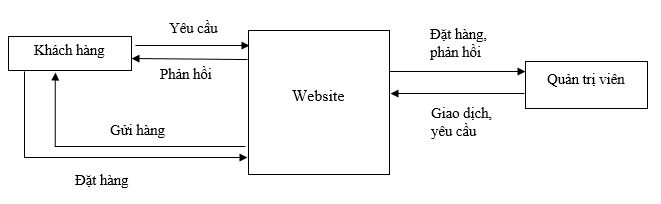 Yêu cầu
Khách hàng
Phản hồi
Gửi hàng
Đặt hàng
Website
Đặt hàng,
phản hồi
Quản trị viên
Giao dịch,
yêu cầu